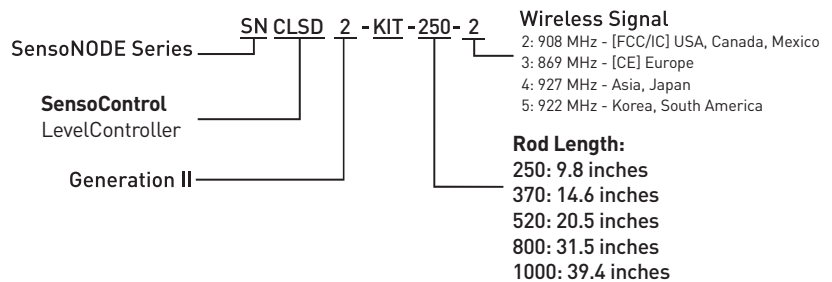 SN CLSD 2 - KIT - 250 - 2
SensoNODE Series
SensoControl
LevelController
Generation II
Wireless Signal
2: 908 MHz - [FCC/IC] USA, Canada, Mexico
3: 869 MHz - [CE] Europe
4: 927 MHz - Asia, Japan
5: 922 MHz - Korea, South America
Rod Length:
250: 9.8 inches
370: 14.6 inches
520: 20.5 inches
800: 31.5 inches
1000: 39.4 inches